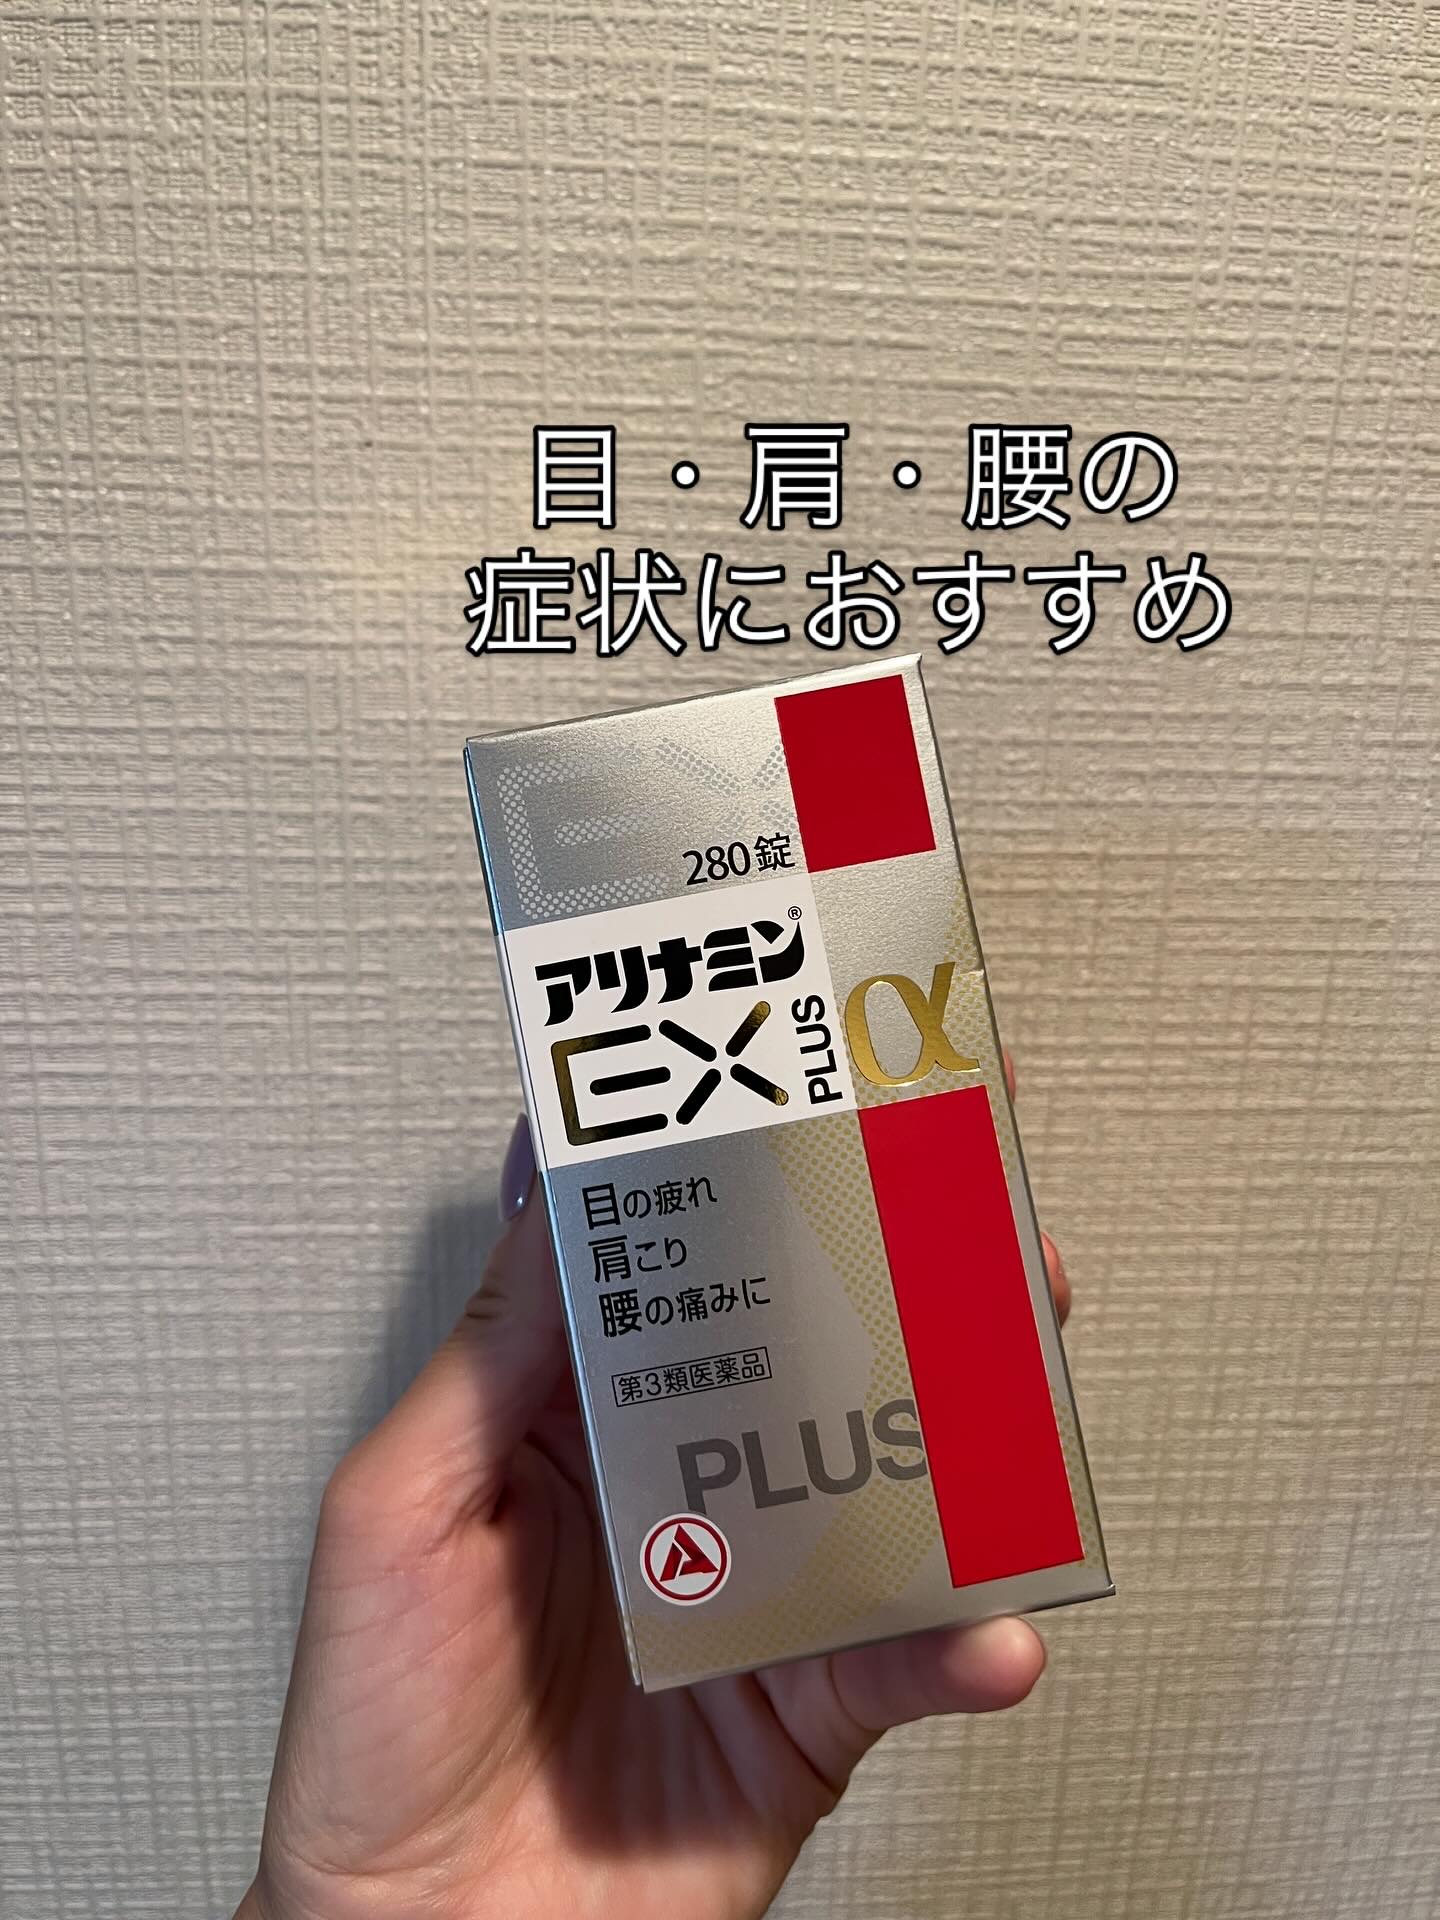 目・肩・腰の
症状におすすめ
EX
280錠
アリナミン®
EX PLUS α
目の疲れ
肩こり
腰の痛みに
第3類医薬品
PLUS